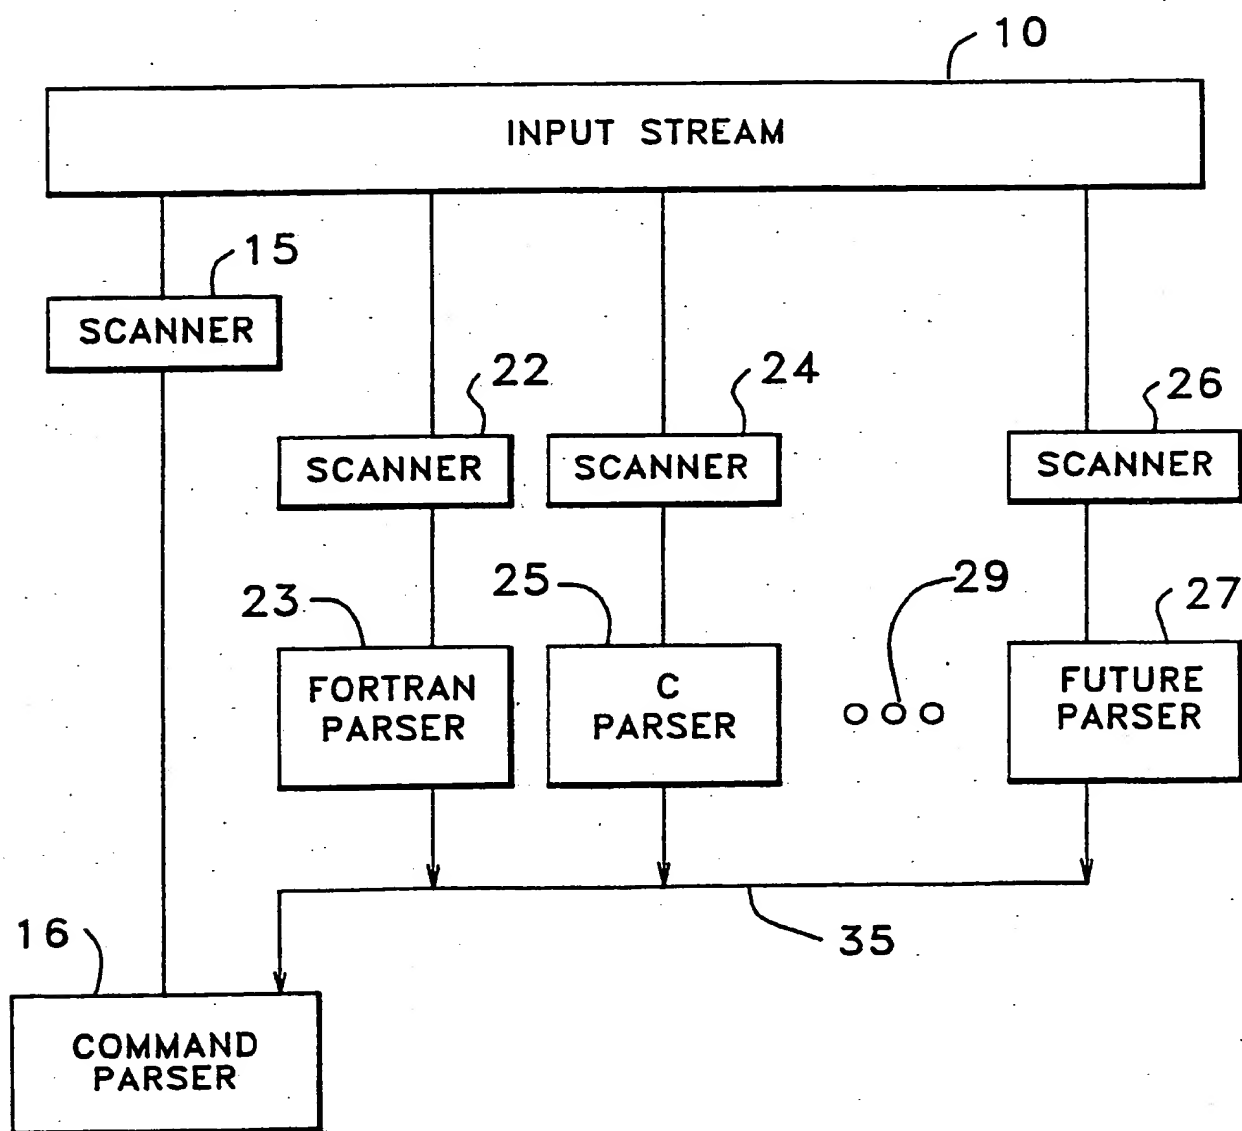 10
INPUT STREAM
15
SCANNER
22
24
26
SCANNER
SCANNER
SCANNER
23
25
29
27
FORTRAN
PARSER
C
PARSER
FUTURE
PARSER
16
35
COMMAND
PARSER